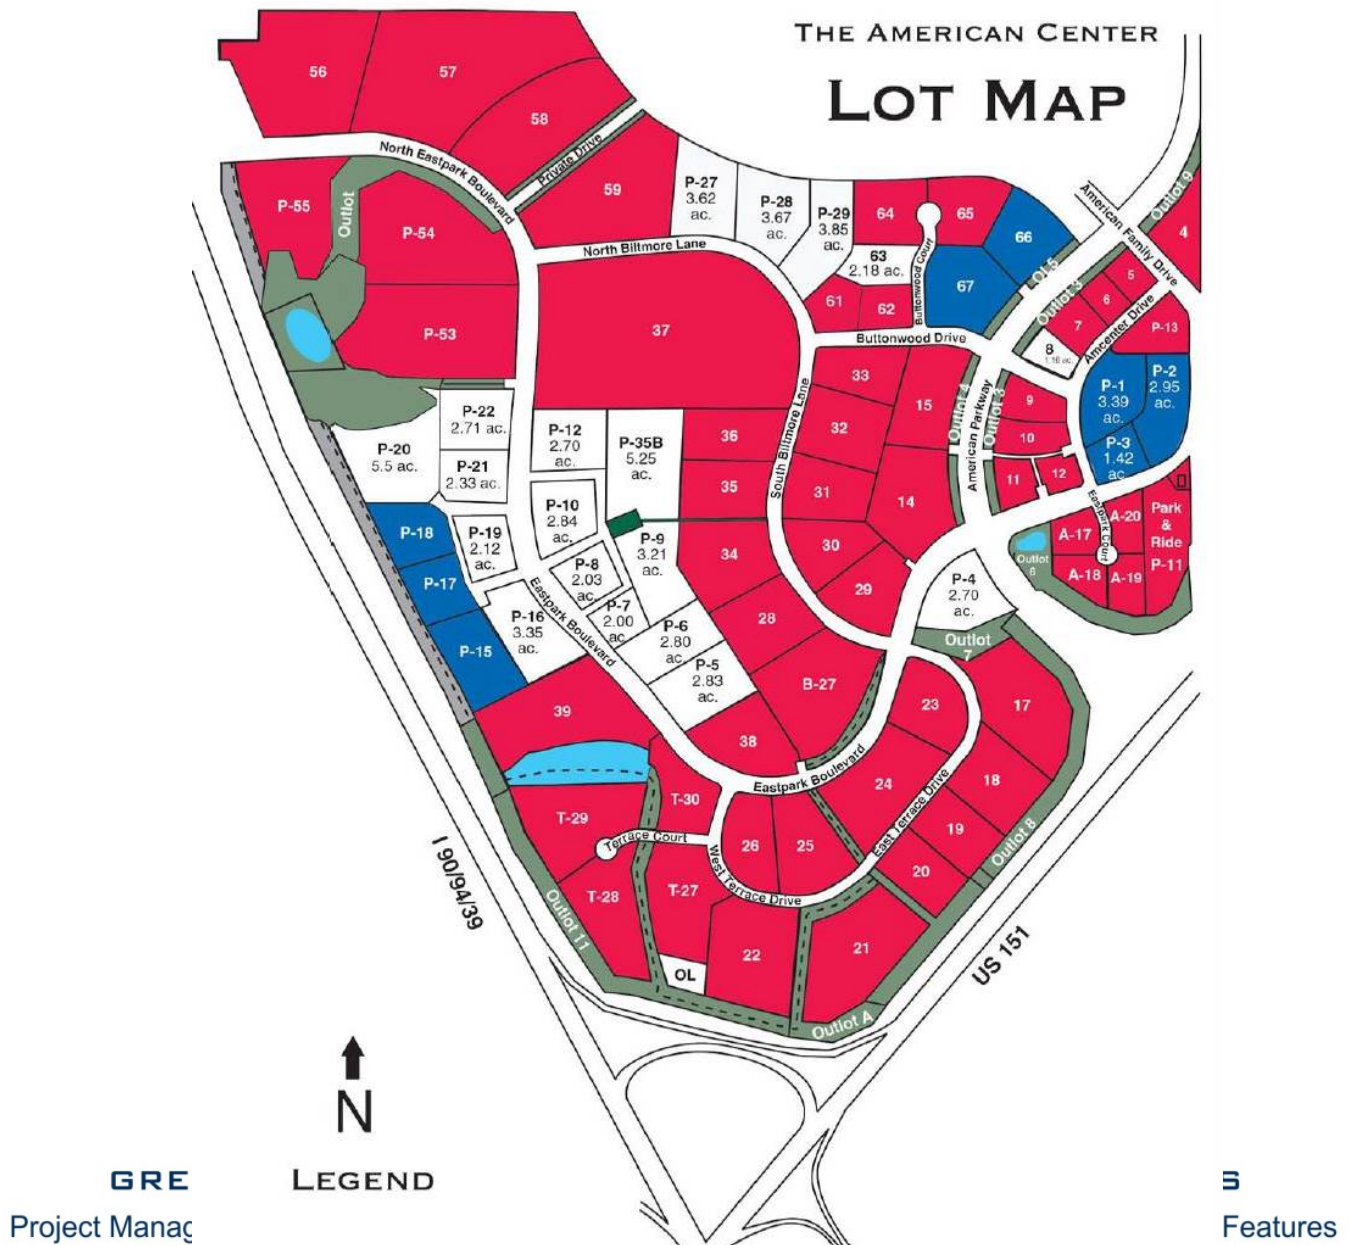 THE AMERICAN CENTER
LOT MAP
56
57
58
Private Drive
North Eastpark Boulevard
59
P-27
3.62
ac.
P-28
3.67
ac.
P-29
3.85
ac.
64
65
66
Outlot 9
4
American Family Drive
P-55
Outlot
P-54
North Biltmore Lane
63
2.18 ac.
Buttonwood Court
67
OL5
Outlot 3
5
6
7
Amcenter Drive
P-13
61
62
P-53
37
Buttonwood Drive
8
1.16 ac.
P-1
3.39
ac.
P-2
2.95
ac.
P-3
1.42
ac.
33
15
Outlot 4
American Parkway
Outlot 3
9
10
11
12
P-22
2.71 ac.
P-20
5.5 ac.
P-21
2.33 ac.
P-12
2.70
ac.
P-35B
5.25
ac.
36
35
South Biltmore Lane
32
31
14
P-18
P-19
2.12
ac.
P-10
2.84
ac.
P-9
3.21
ac.
34
30
29
Eastpark Court
A-20
A-17
A-18
A-19
Park
&
Ride
P-11
Outlot
6
P-17
P-8
2.03
ac.
P-7
2.00
ac.
P-16
3.35
ac.
Eastpark Boulevard
P-6
2.80
ac.
P-5
2.83
ac.
28
P-4
2.70
ac.
Outlot
7
P-15
B-27
23
17
39
38
Eastpark Boulevard
24
18
T-30
T-29
Terrace Court
26
25
East Terrace Drive
19
20
Outlot 8
West Terrace Drive
T-27
T-28
I 90/94/39
Outlot 11
22
21
OL
Outlot A
US 151
N
LEGEND
GRE
S
Project Manag
Features